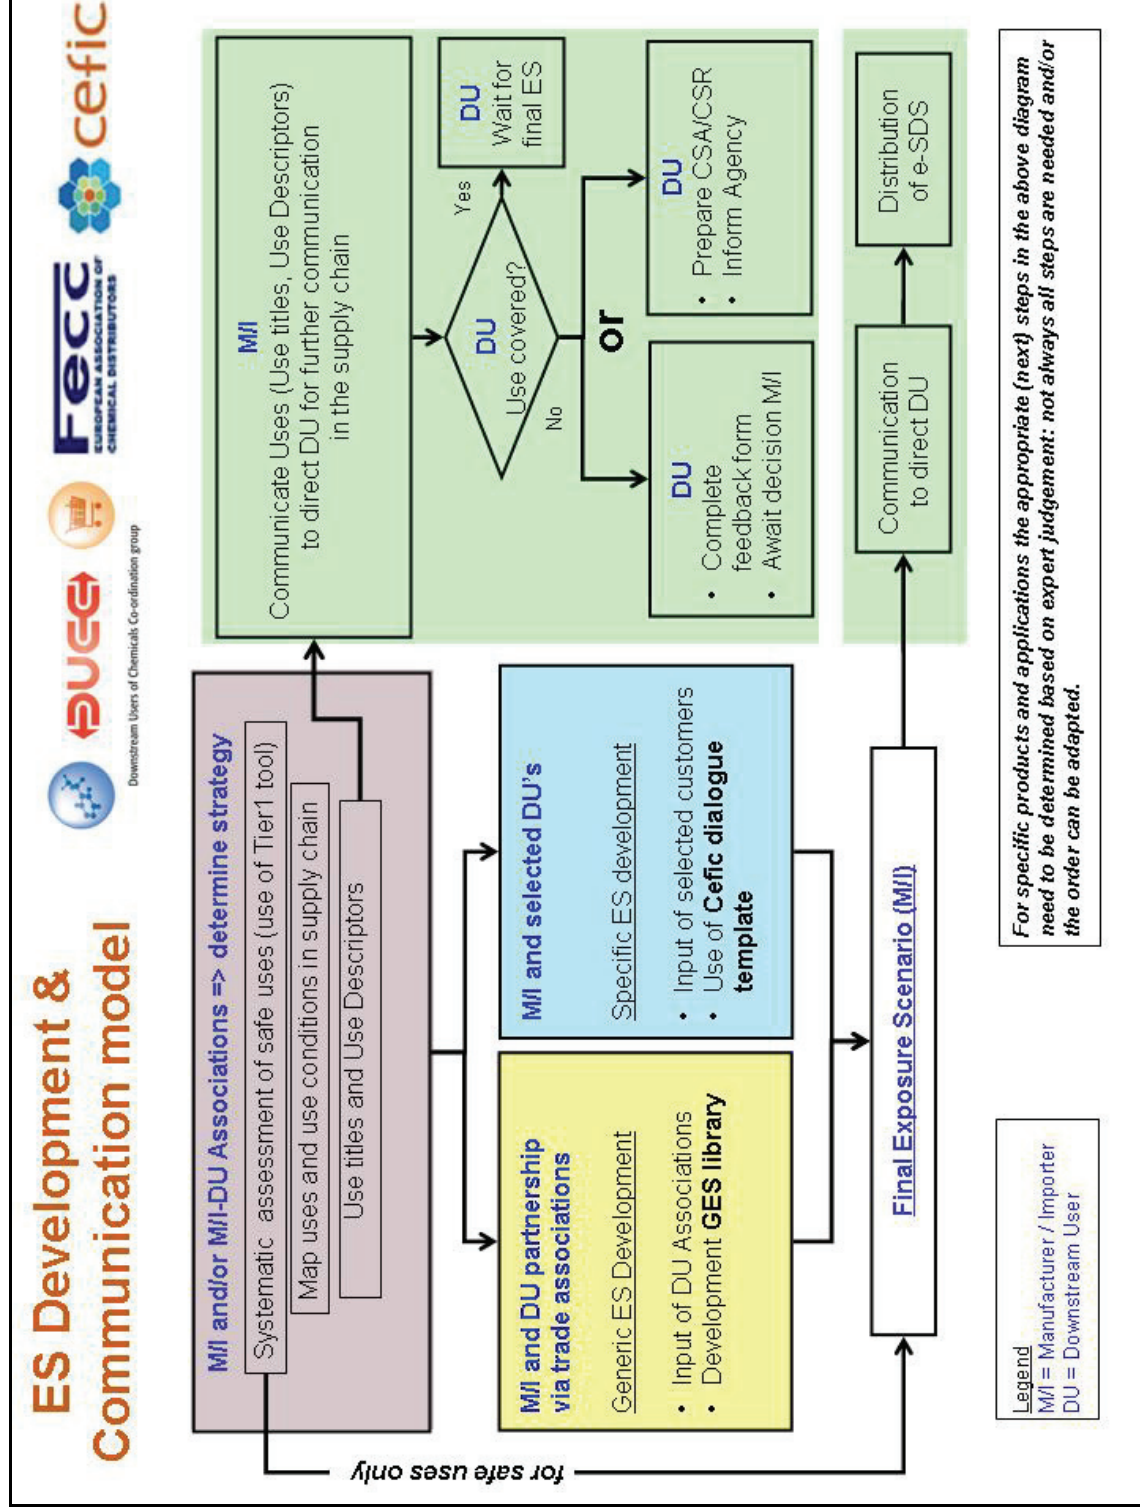 ES Development &
Communication model
Downstream Users of Chemicals Co-ordination group
DUCC
Fecc
EUROPEAN ASSOCIATION OF
CHEMICAL DISTRIBUTORS
cefic
M/I and/or M/I-DU Associations => determine strategy
Systematic assessment of safe uses (use of Tier1 tool)
Map uses and use conditions in supply chain
Use titles and Use Descriptors
for safe uses only
M/I and DU partnership
via trade associations
Generic ES Development
• Input of DU Associations
• Development GES library
M/I and selected DU's
Specific ES development
• Input of selected customers
• Use of Cefic dialogue
template
Final Exposure Scenario (M/I)
M/I
Communicate Uses (Use titles, Use Descriptors)
to direct DU for further communication
in the supply chain
DU
Use covered?
Yes
No
DU
Wait for
final ES
or
DU
• Complete
feedback form
• Await decision M/I
DU
• Prepare CSA/CSR
• Inform Agency
Communication
to direct DU
Distribution
of e-SDS
Legend
M/I = Manufacturer / Importer
DU = Downstream User
For specific products and applications the appropriate (next) steps in the above diagram
need to be determined based on expert judgement: not always all steps are needed and/or
the order can be adapted.